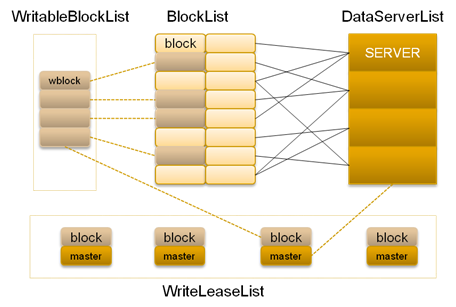 WritableBlockList
BlockList
DataServerList
block
SERVER
wblock
block
block
block
block
master
master
master
master
WriteLeaseList